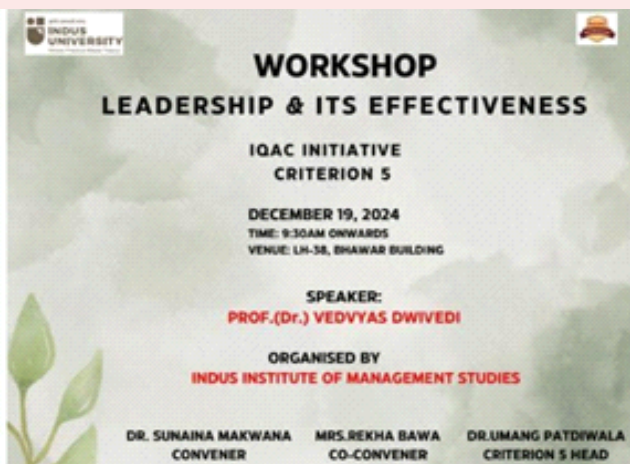 INDUS
UNIVERSITY
WORKSHOP
LEADERSHIP & ITS EFFECTIVENESS
IQAC INITIATIVE
CRITERION 5
DECEMBER 19, 2024
TIME: 9:30AM ONWARDS
VENUE: LH-38, BHAWAR BUILDING
SPEAKER:
PROF.(Dr.) VEDVYAS DWIVEDI
ORGANISED BY
INDUS INSTITUTE OF MANAGEMENT STUDIES
DR. SUNAINA MAKWANA MRS.REKHA BAWA DR.UMANG PATDIWALA
CONVENER CO-CONVENER CRITERION 5 HEAD